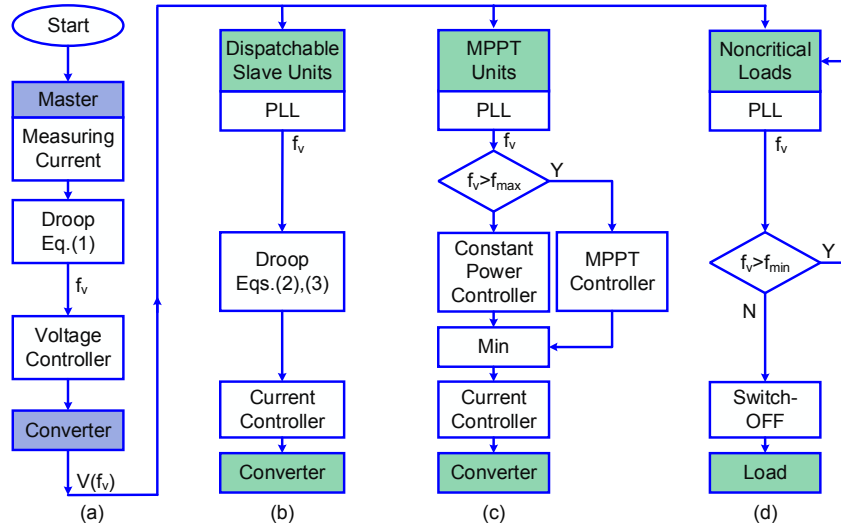 Start
Master
Measuring
Current
Droop
Eq.(1)
fv
Voltage
Controller
Converter
V(fv)
(a)
Dispatchable
Slave Units
PLL
fv
Droop
Eqs.(2),(3)
Current
Controller
Converter
(b)
MPPT
Units
PLL
fv
fv>fmax
Y
Constant
Power
Controller
MPPT
Controller
Min
Current
Controller
Converter
(c)
Noncritical
Loads
PLL
fv
fv>fmin
Y
N
Switch-
OFF
Load
(d)